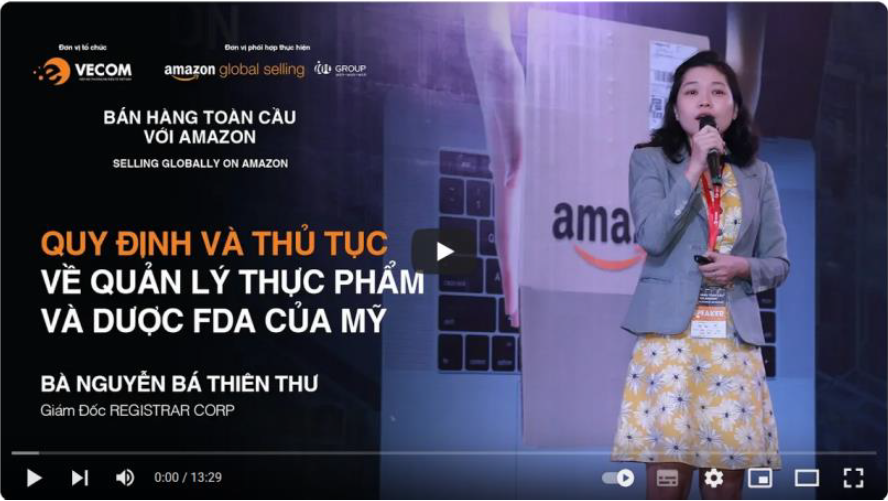 Đơn vị tổ chức
VECOM
Đơn vị phối hợp thực hiện
amazon global selling
GROUP
BÁN HÀNG TOÀN CẦU
VỚI AMAZON
SELLING GLOBALLY ON AMAZON
QUY ĐỊNH VÀ THỦ TỤC
VỀ QUẢN LÝ THỰC PHẨM
VÀ DƯỢC FDA CỦA MỸ
BÀ NGUYỄN BÁ THIÊN THƯ
Giám Đốc REGISTRAR CORP
ama
0:00 / 13:29